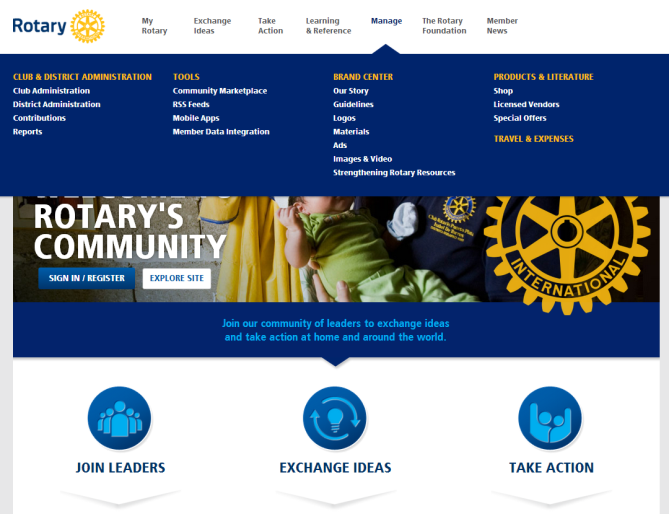 Rotary
My
Rotary
Exchange
Ideas
Take
Action
Learning
& Reference
Manage
The Rotary
Foundation
Member
News
CLUB & DISTRICT ADMINISTRATION
Club Administration
District Administration
Contributions
Reports
TOOLS
Community Marketplace
RSS Feeds
Mobile Apps
Member Data Integration
BRAND CENTER
Our Story
Guidelines
Logos
Materials
Ads
Images & Video
Strengthening Rotary Resources
PRODUCTS & LITERATURE
Shop
Licensed Vendors
Special Offers
TRAVEL & EXPENSES
ROTARY'S
COMMUNITY
SIGN IN / REGISTER
EXPLORE SITE
INTERNATIONAL
Join our community of leaders to exchange ideas
and take action at home and around the world.
JOIN LEADERS
EXCHANGE IDEAS
TAKE ACTION